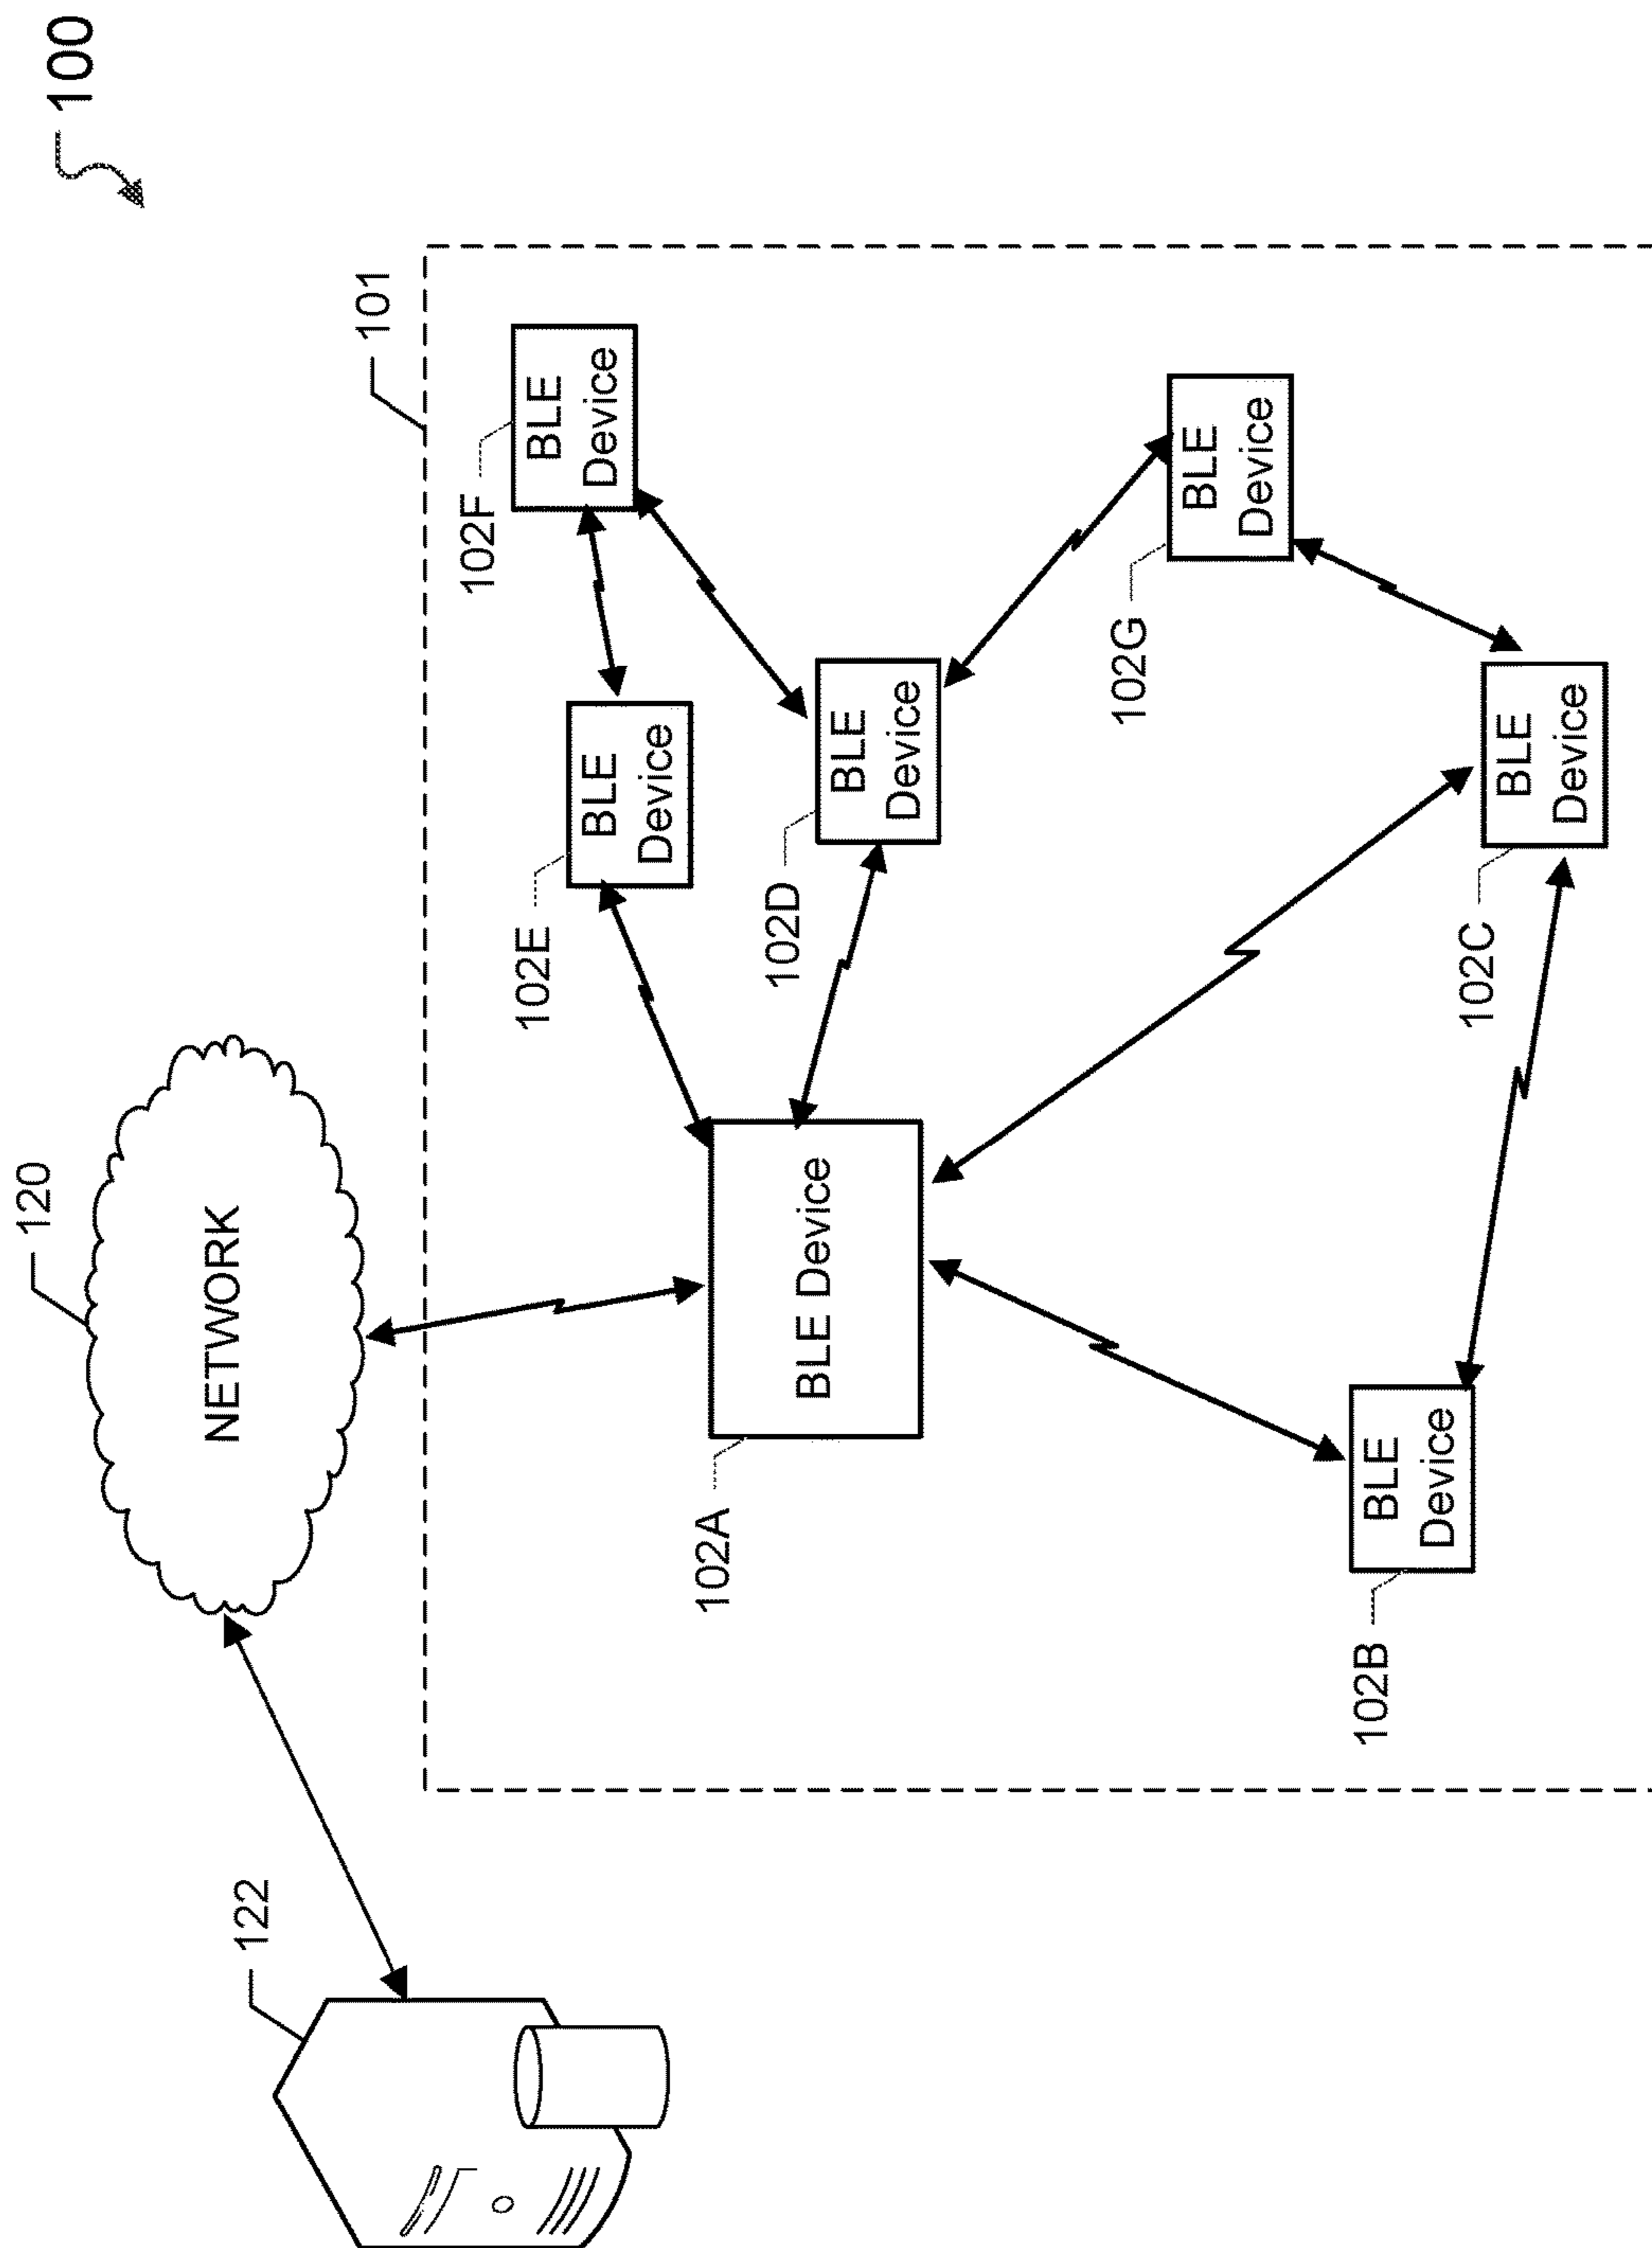 100
120
NETWORK
122
101
102F
BLE
Device
102E
BLE
Device
102D
BLE
Device
102A
BLE Device
102G
BLE
Device
102C
BLE
Device
102B
BLE
Device